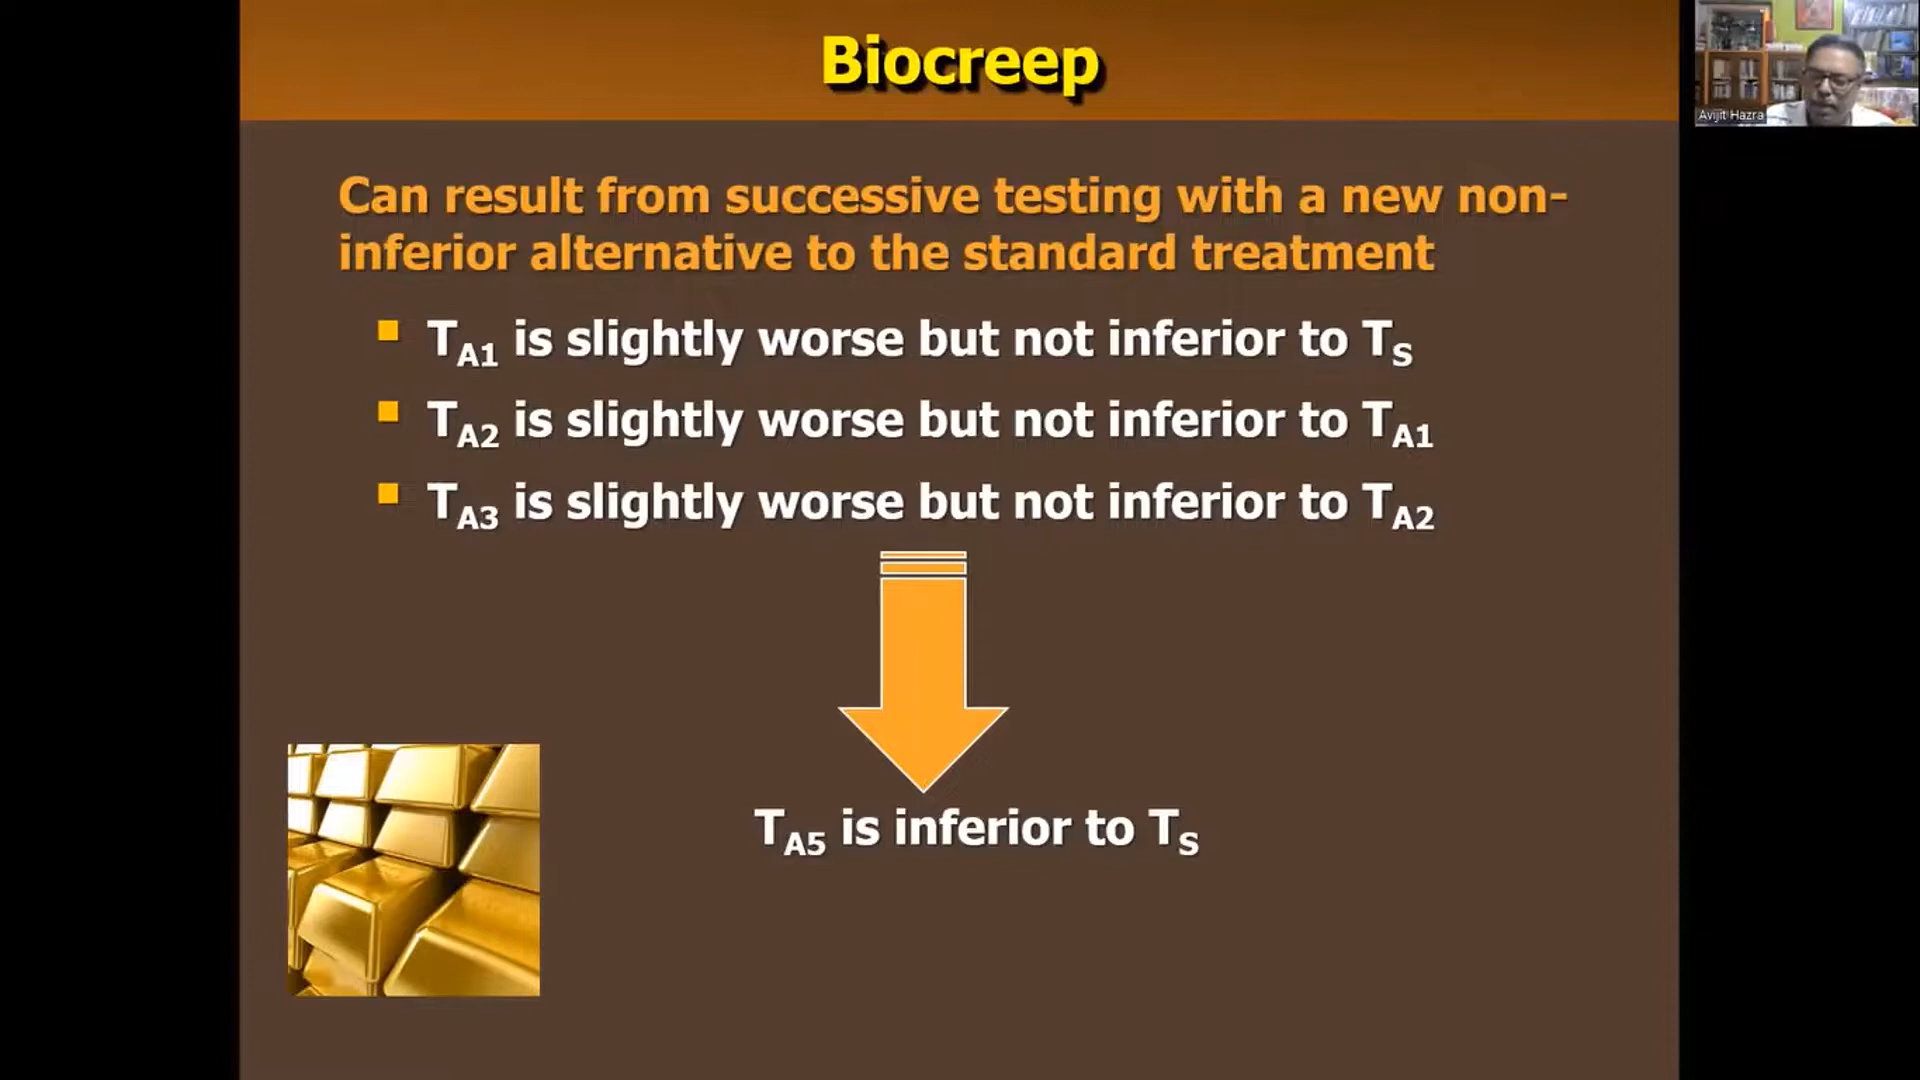 Biocreep
Avijit Hazra
Can result from successive testing with a new non-
inferior alternative to the standard treatment
TA1 is slightly worse but not inferior to TS
TA2 is slightly worse but not inferior to TA1
TA3 is slightly worse but not inferior to TA2
TA5 is inferior to TS